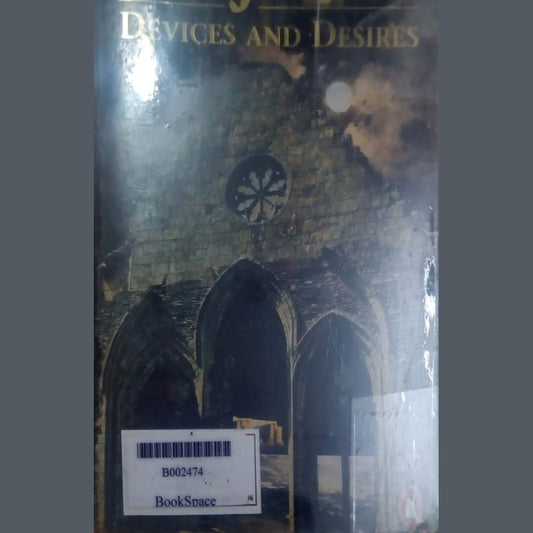 DEVICES AND DESIRES
B002474
BookSpace